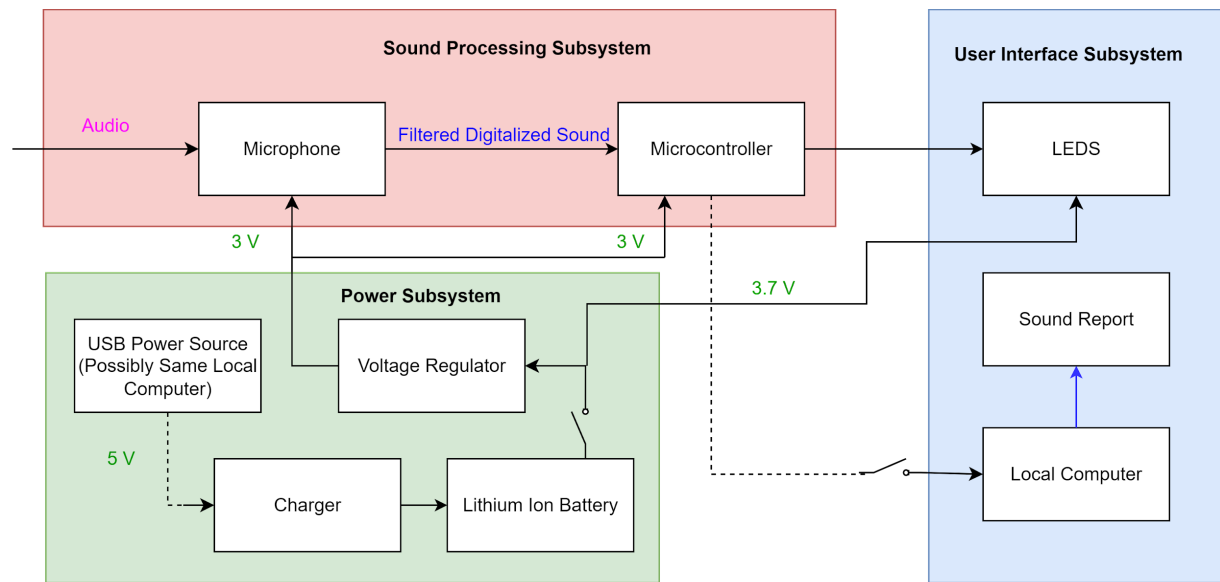 Sound Processing Subsystem
User Interface Subsystem
Audio
Microphone
Filtered Digitalized Sound
Microcontroller
LEDS
3 V
3 V
3.7 V
Power Subsystem
USB Power Source
(Possibly Same Local
Computer)
Voltage Regulator
Sound Report
5 V
Charger
Lithium Ion Battery
Local Computer